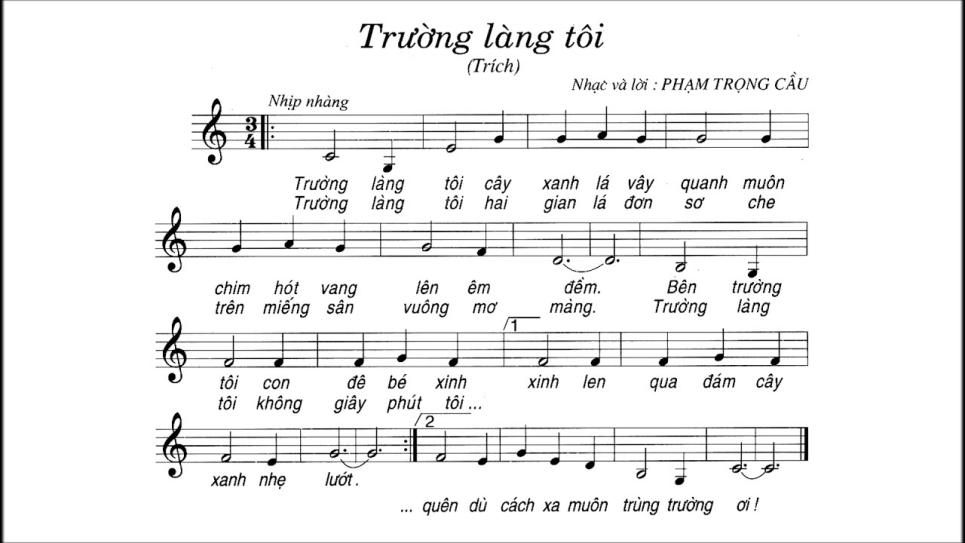 Trường làng tôi
(Trích)
Nhạc và lời : PHẠM TRỌNG CẦU
Nhịp nhàng
3
4
Trường làng tôi cây xanh lá vây quanh muôn
Trường làng tôi hai gian lá đơn sơ che
chim hót vang lên êm đềm. Bên trường
trên miếng sân vuông mơ màng. Trường làng
1
tôi con đê bé xinh xinh len qua đám cây
tôi không giây phút tôi ...
2
xanh nhẹ lướt.
... quên dù cách xa muôn trùng trường ơi !